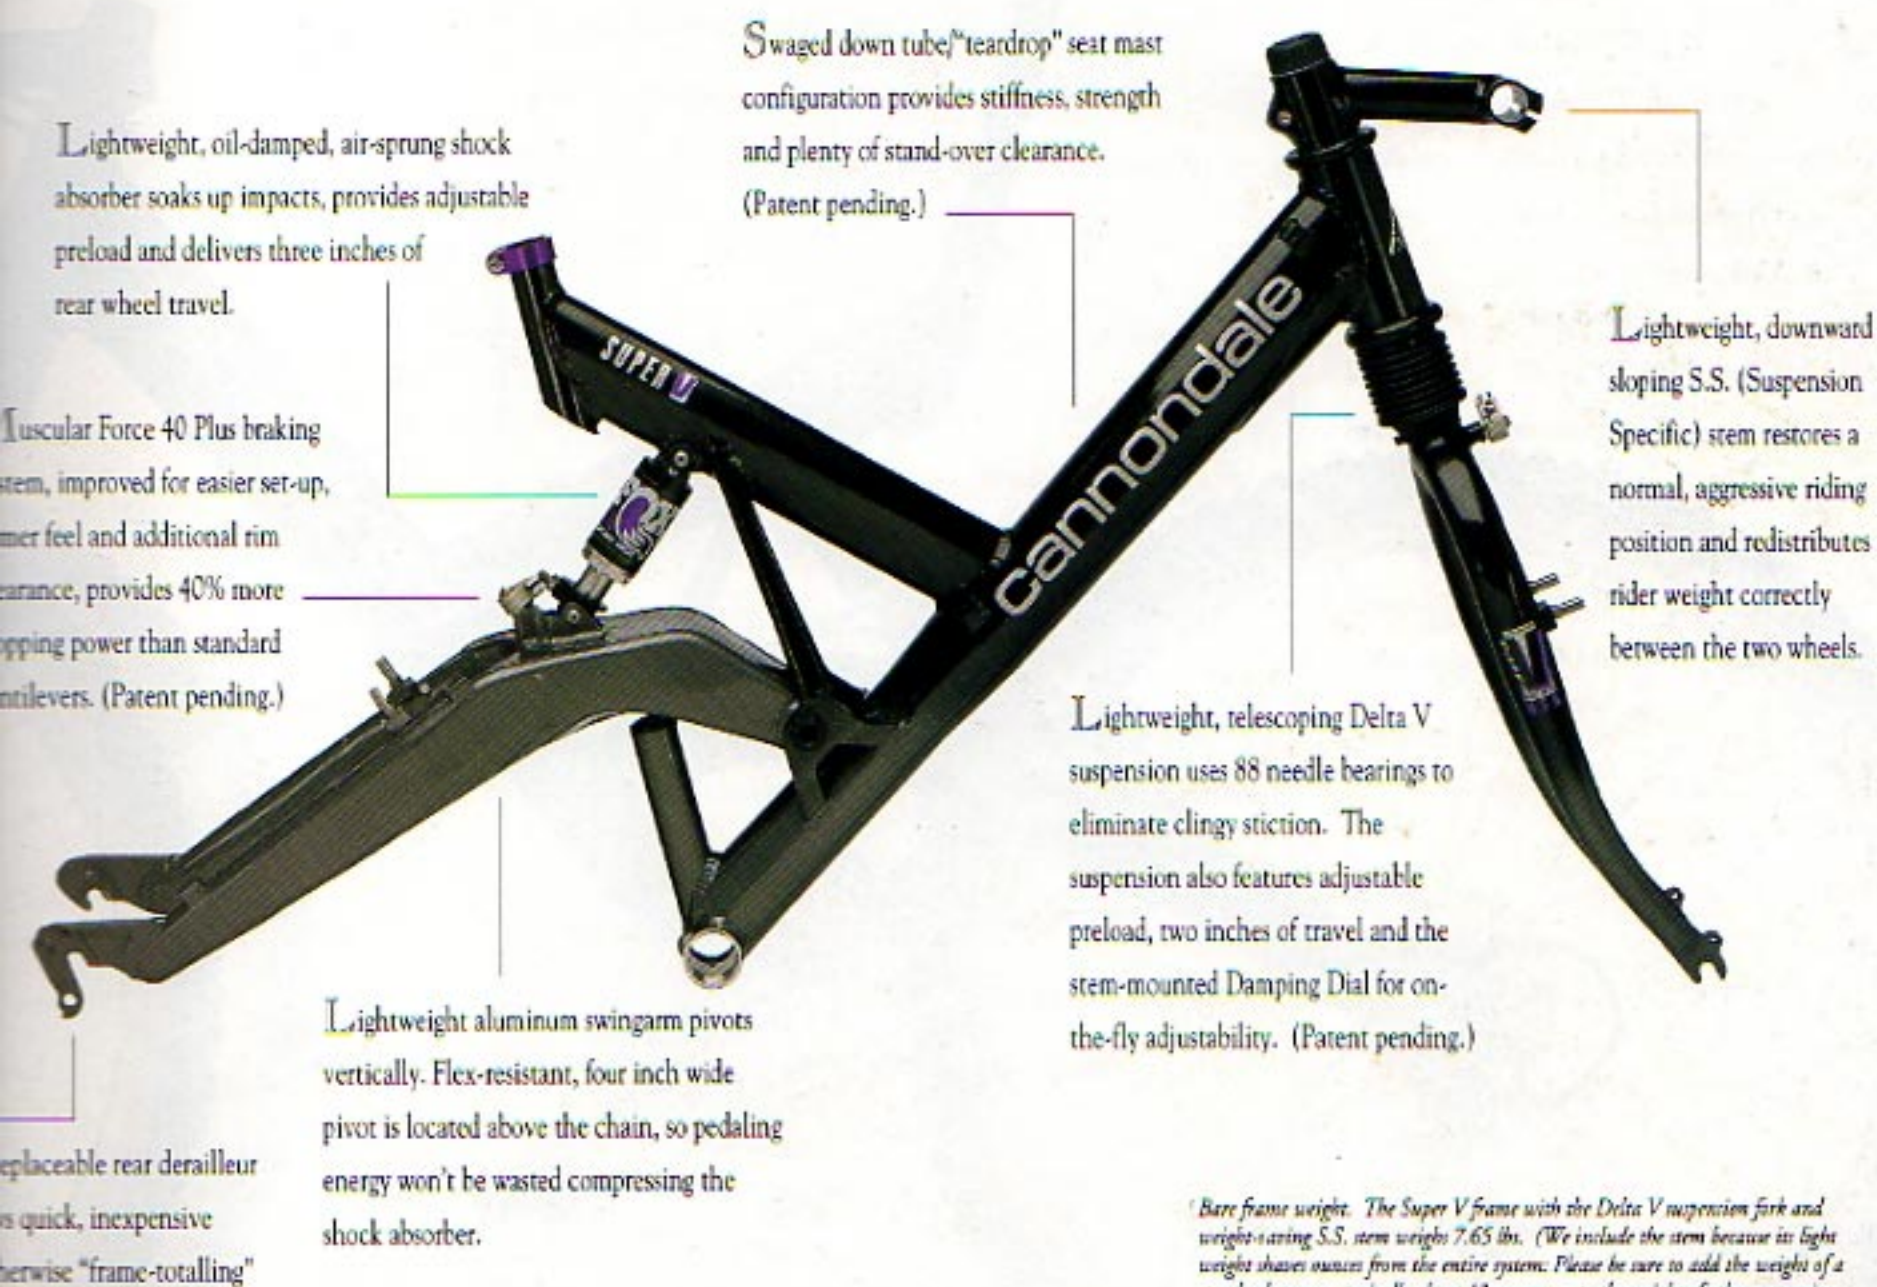 Swaged down tube/"teardrop" seat mast
configuration provides stiffness, strength
and plenty of stand-over clearance.
(Patent pending.)
Lightweight, oil-damped, air-sprung shock
absorber soaks up impacts, provides adjustable
preload and delivers three inches of
rear wheel travel.
Lightweight, downward
sloping S.S. (Suspension
Specific) stem restores a
normal, aggressive riding
position and redistributes
rider weight correctly
between the two wheels.
SUPER V
cannondale
Force 40 Plus braking
improved for easier set-up,
feel and additional rim
provides 40% more
power than standard
(Patent pending.)
V
Lightweight, telescoping Delta V
suspension uses 88 needle bearings to
eliminate clingy stiction. The
suspension also features adjustable
preload, two inches of travel and the
stem-mounted Damping Dial for on-
the-fly adjustability. (Patent pending.)
Lightweight aluminum swingarm pivots
vertically. Flex-resistant, four inch wide
pivot is located above the chain, so pedaling
energy won't be wasted compressing the
shock absorber.
eplaceable rear derailleur
quick, inexpensive
"frame-totalling"
Bare frame weight. The Super V frame with the Delta V suspension fork and
weight-saving S.S. stem weighs 7.65 lbs. (We include the stem because its light
weight shaves ounces from the entire system. Please be sure to add the weight of a